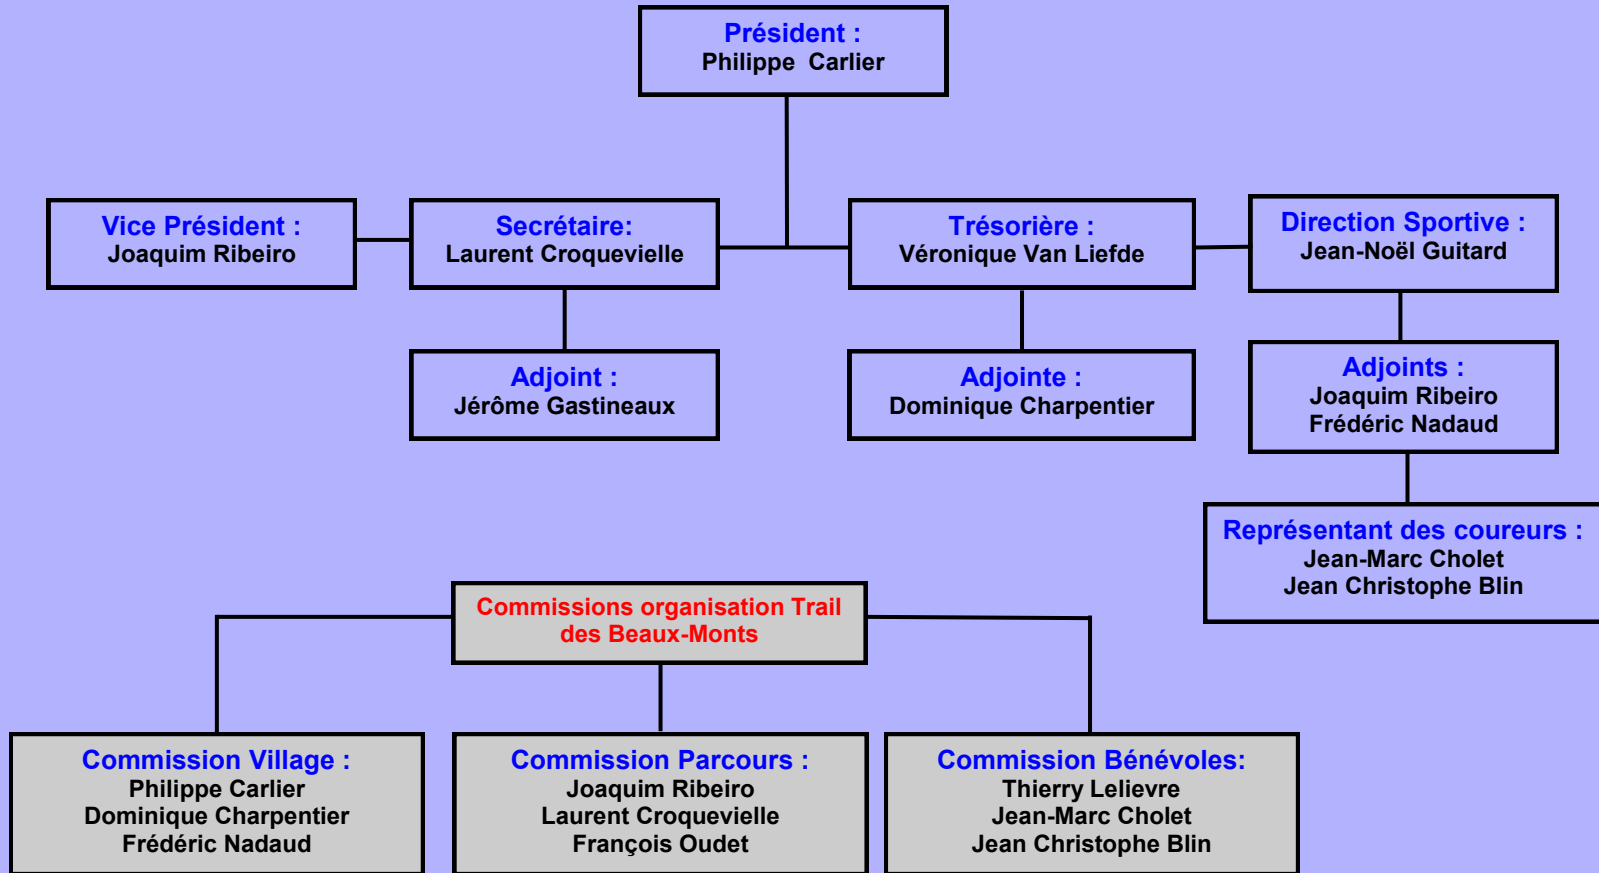 Président :
Philippe Carlier
Vice Président :
Joaquim Ribeiro
Secrétaire:
Laurent Croquevielle
Trésorière :
Véronique Van Liefde
Direction Sportive :
Jean-Noël Guitard
Adjoint :
Jérôme Gastineaux
Adjointe :
Dominique Charpentier
Adjoints :
Joaquim Ribeiro
Frédéric Nadaud
Représentant des coureurs :
Jean-Marc Cholet
Jean Christophe Blin
Commissions organisation Trail
des Beaux-Monts
Commission Village :
Philippe Carlier
Dominique Charpentier
Frédéric Nadaud
Commission Parcours :
Joaquim Ribeiro
Laurent Croquevielle
François Oudet
Commission Bénévoles:
Thierry Lelievre
Jean-Marc Cholet
Jean Christophe Blin